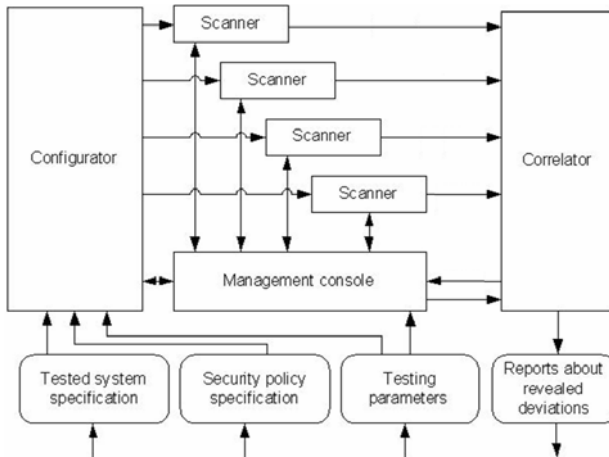 Scanner
Scanner
Scanner
Scanner
Configurator
Correlator
Management console
Tested system
specification
Security policy
specification
Testing
parameters
Reports about
revealed
deviations